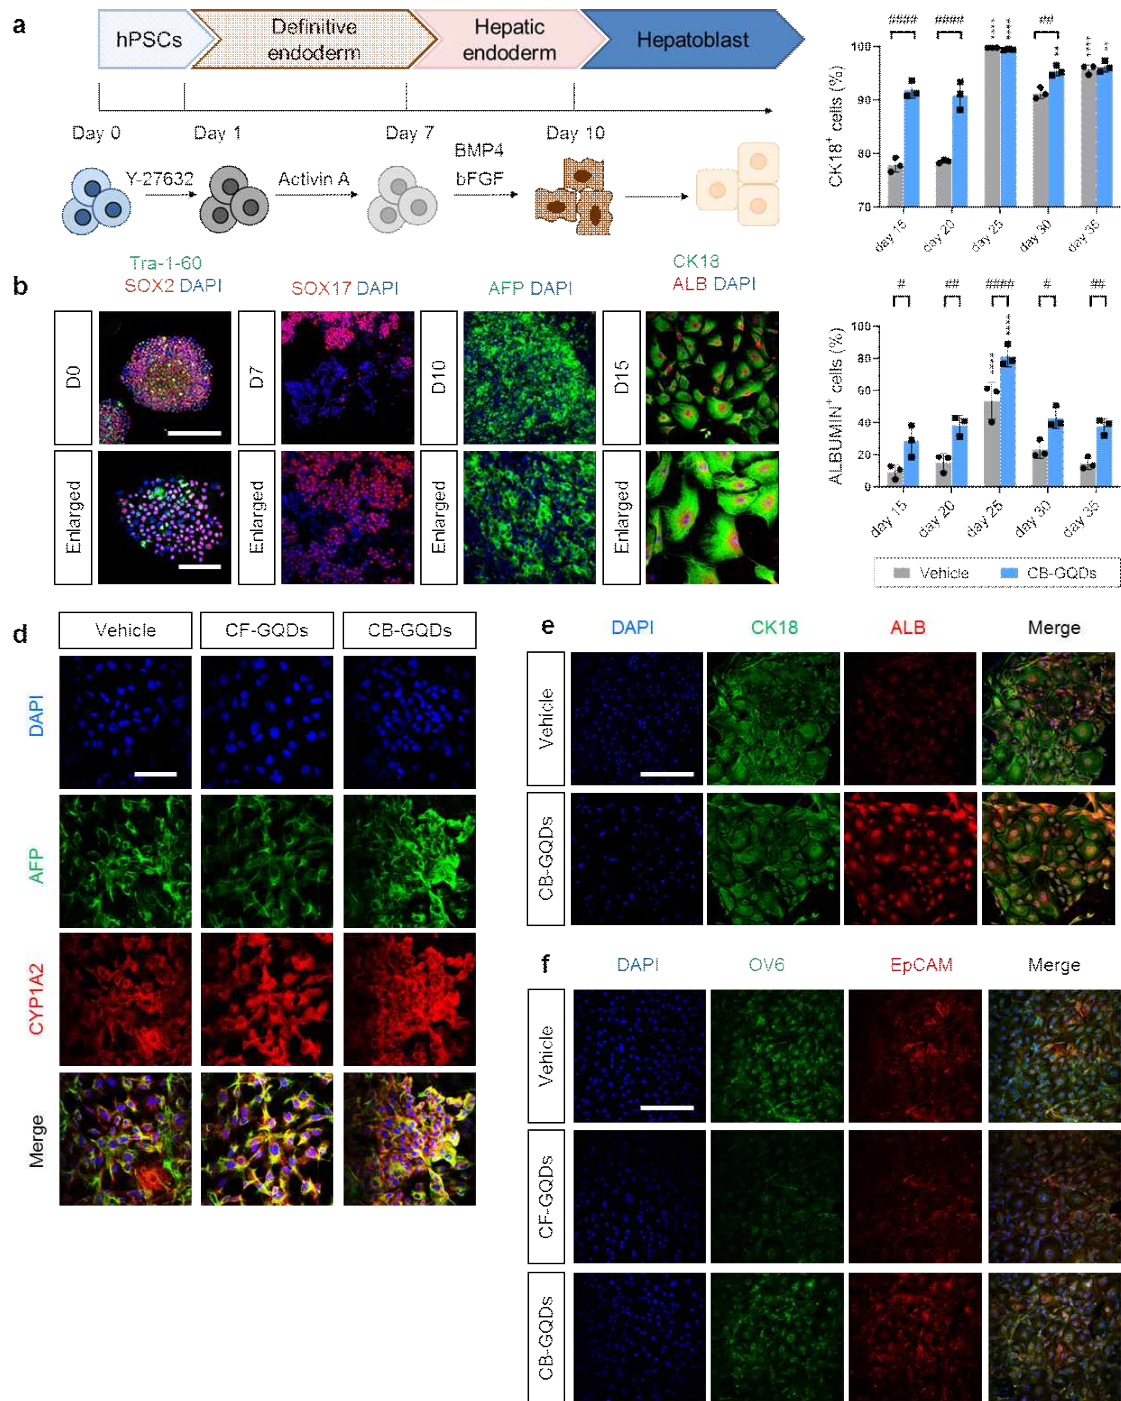 a
hPSCs
Definitive
endoderm
Hepatic
endoderm
Hepatoblast
Day 0
Day 1
Day 7
Day 10
Y-27632
Activin A
BMP4
bFGF
CK18+ cells (%)
100
90
80
70
####
####
****
****
##
**
****
**
day 15
day 20
day 25
day 30
day 35
b
Tra-1-60
SOX2 DAPI
SOX17 DAPI
AFP DAPI
CK18
ALB DAPI
D0
D7
D10
D15
Enlarged
Enlarged
Enlarged
Enlarged
ALBUMIN+ cells (%)
100
80
60
40
20
0
#
##
####
#
##
****
****
day 15
day 20
day 25
day 30
day 35
Vehicle
CB-GQDs
d
Vehicle
CF-GQDs
CB-GQDs
DAPI
AFP
CYP1A2
Merge
e
DAPI
CK18
ALB
Merge
Vehicle
CB-GQDs
f
DAPI
OV6
EpCAM
Merge
Vehicle
CF-GQDs
CB-GQDs